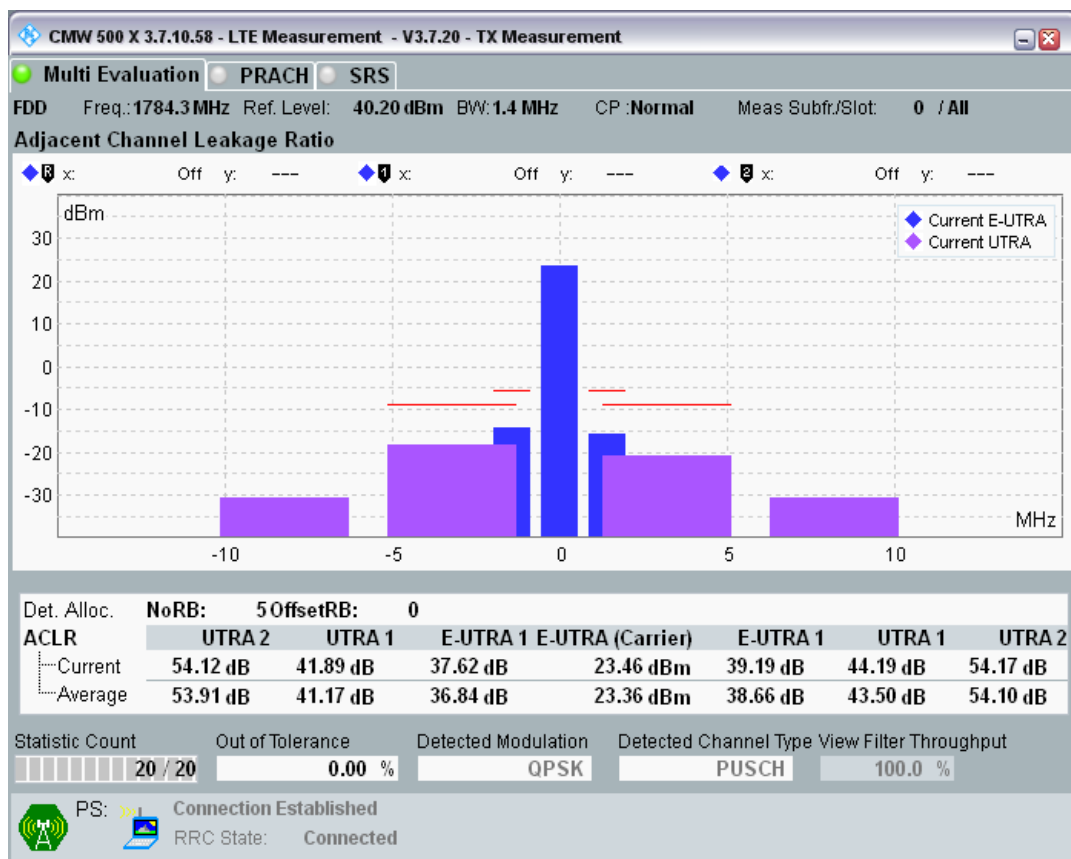 CMW 500 X 3.7.10.58 - LTE Measurement - V3.7.20 - TX Measurement
Multi Evaluation PRACH SRS
FDD Freq.: 1784.3 MHz Ref. Level: 40.20 dBm BW: 1.4 MHz CP :Normal Meas Subfr./Slot: 0 / All
Adjacent Channel Leakage Ratio
R x: Off y: --- 1 x: Off y: --- 2 x: Off y: ---
dBm
Current E-UTRA
Current UTRA
30
20
10
0
-10
-20
-30
MHz
-10 -5 0 5 10
Det. Alloc. NoRB: 5 OffsetRB: 0
ACLR UTRA 2 UTRA 1 E-UTRA 1 E-UTRA (Carrier) E-UTRA 1 UTRA 1 UTRA 2
Current 54.12 dB 41.89 dB 37.62 dB 23.46 dBm 39.19 dB 44.19 dB 54.17 dB
Average 53.91 dB 41.17 dB 36.84 dB 23.36 dBm 38.66 dB 43.50 dB 54.10 dB
Statistic Count Out of Tolerance Detected Modulation Detected Channel Type View Filter Throughput
20 / 20 0.00 % QPSK PUSCH 100.0 %
PS: Connection Established
RRC State: Connected